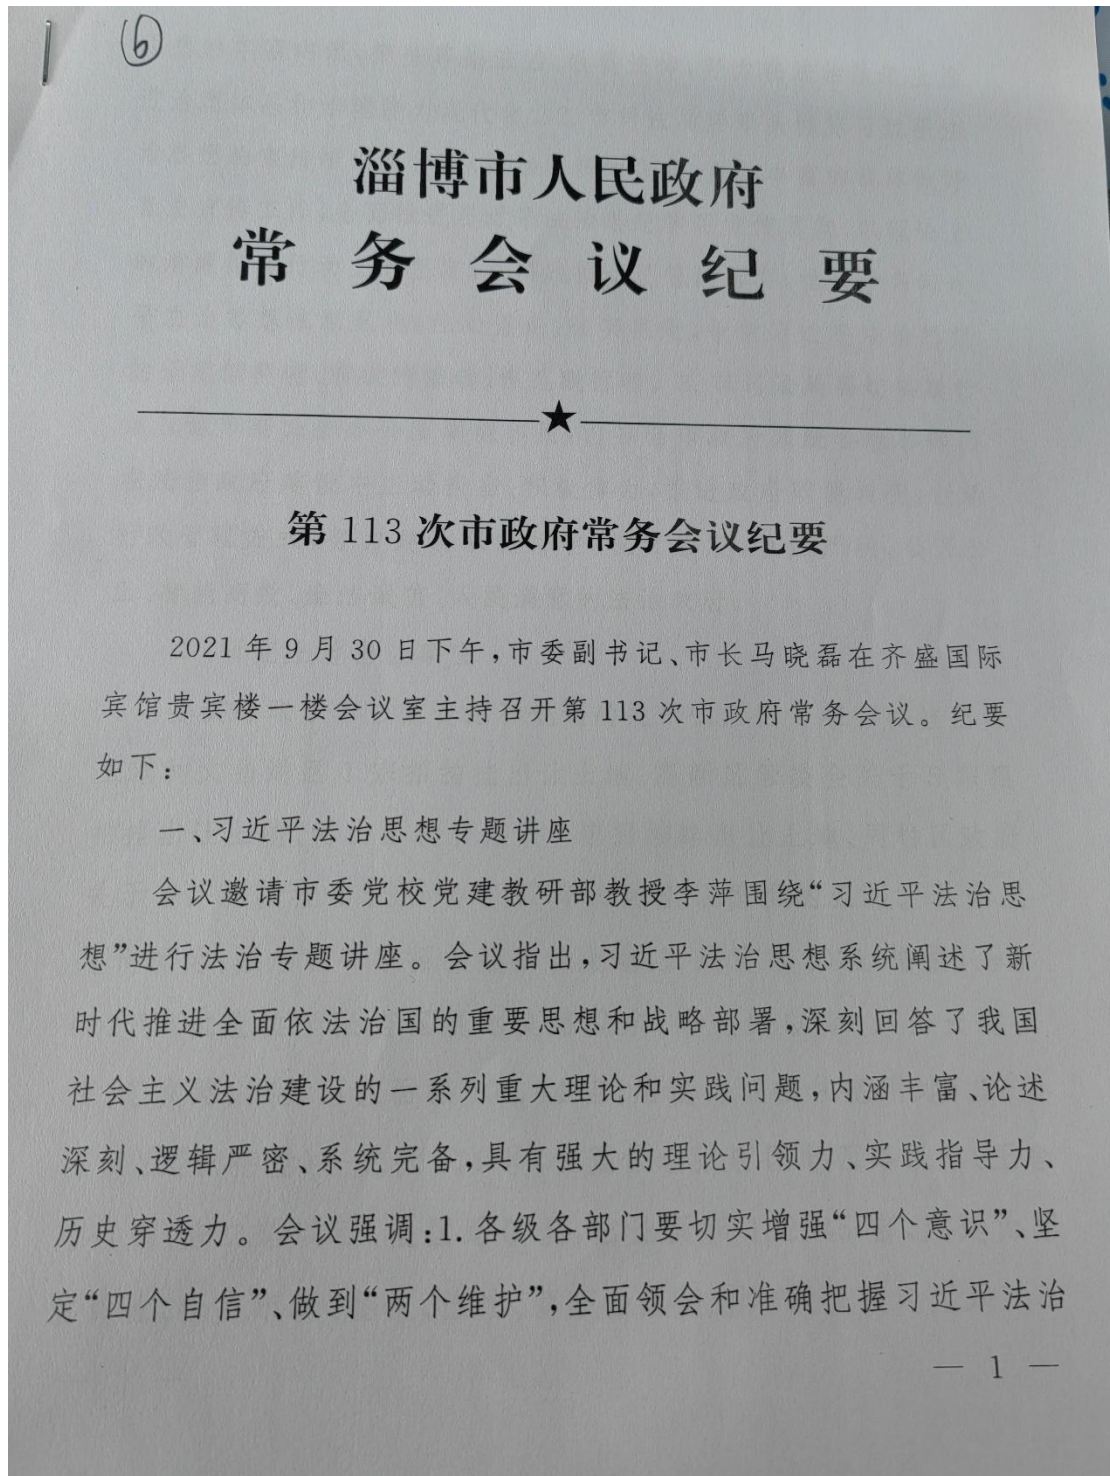 ⑥
淄博市人民政府
常务会议纪要
★
第113次市政府常务会议纪要
2021年9月30日下午,市委副书记、市长马晓磊在齐盛国际
宾馆贵宾楼一楼会议室主持召开第113次市政府常务会议。纪要
如下:
一、习近平法治思想专题讲座
会议邀请市委党校党建教研部教授李萍围绕“习近平法治思
想”进行法治专题讲座。会议指出,习近平法治思想系统阐述了新
时代推进全面依法治国的重要思想和战略部署,深刻回答了我国
社会主义法治建设的一系列重大理论和实践问题,内涵丰富、论述
深刻、逻辑严密、系统完备,具有强大的理论引领力、实践指导力、
历史穿透力。会议强调:1.各级各部门要切实增强“四个意识”、坚
定“四个自信”、做到“两个维护”,全面领会和准确把握习近平法治
— 1 —